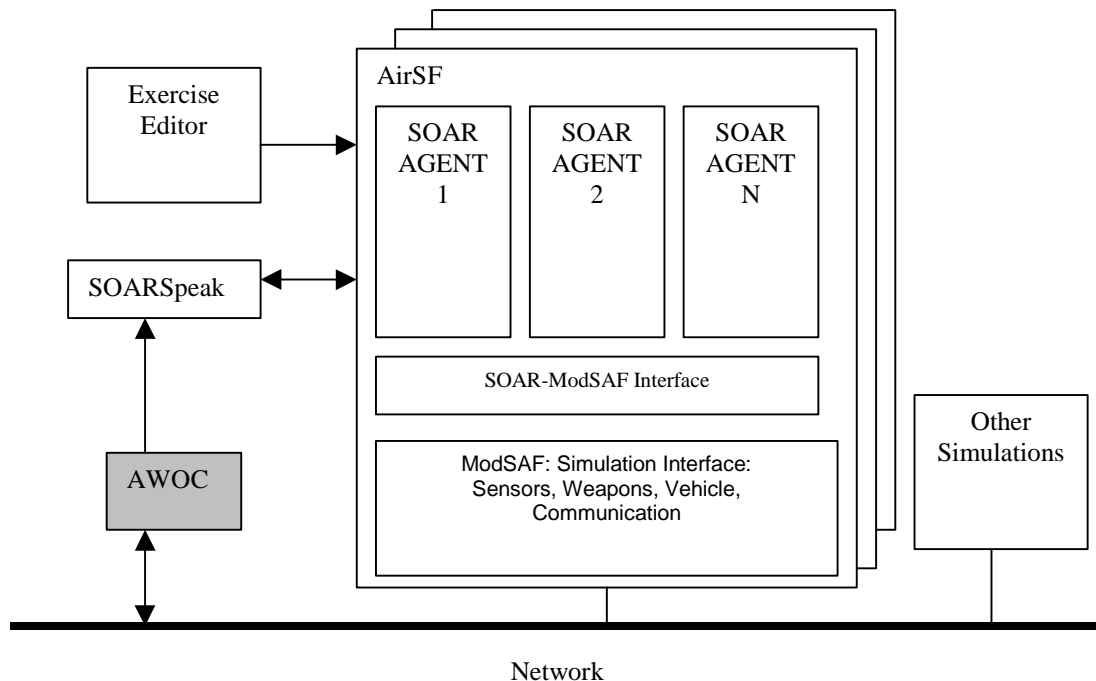 AirSF
Exercise
Editor
SOAR
AGENT
1
SOAR
AGENT
2
SOAR
AGENT
N
SOARSpeak
SOAR-ModSAF Interface
Other
Simulations
AWOC
ModSAF: Simulation Interface:
Sensors, Weapons, Vehicle,
Communication
Network